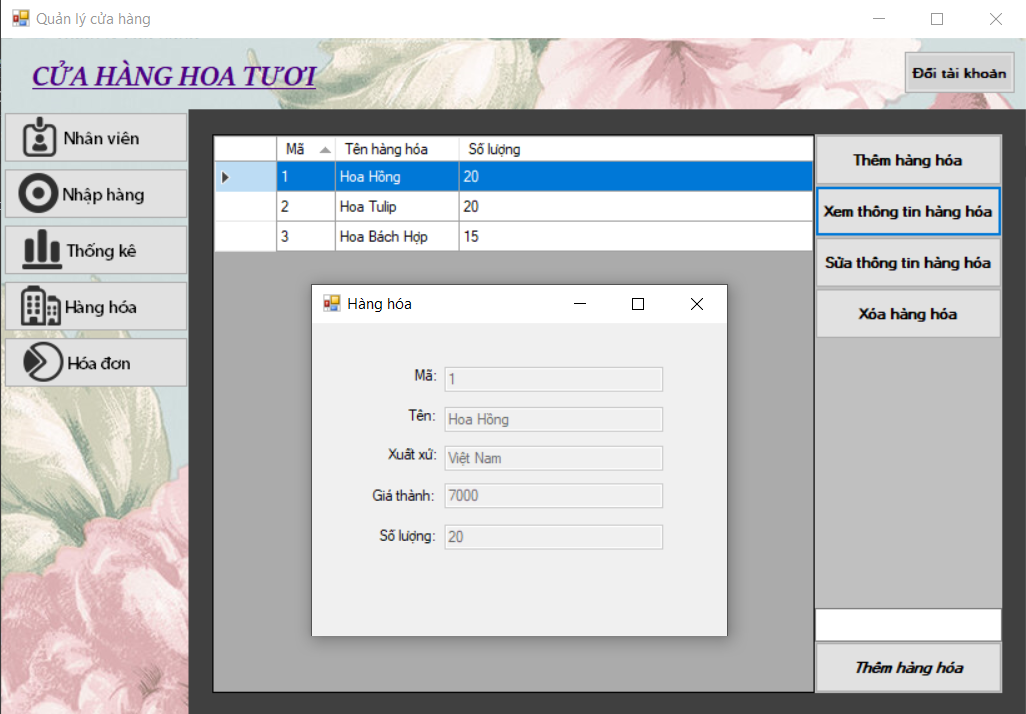 Quản lý cửa hàng
CỬA HÀNG HOA TƯƠI
Đổi tài khoản
Nhân viên
Nhập hàng
Thống kê
Hàng hóa
Hóa đơn
Mã Tên hàng hóa Số lượng
1 Hoa Hồng 20
2 Hoa Tulip 20
3 Hoa Bách Hợp 15
Thêm hàng hóa
Xem thông tin hàng hóa
Sửa thông tin hàng hóa
Xóa hàng hóa
Hàng hóa
Mã: 1
Tên: Hoa Hồng
Xuất xứ: Việt Nam
Giá thành: 7000
Số lượng: 20
Thêm hàng hóa